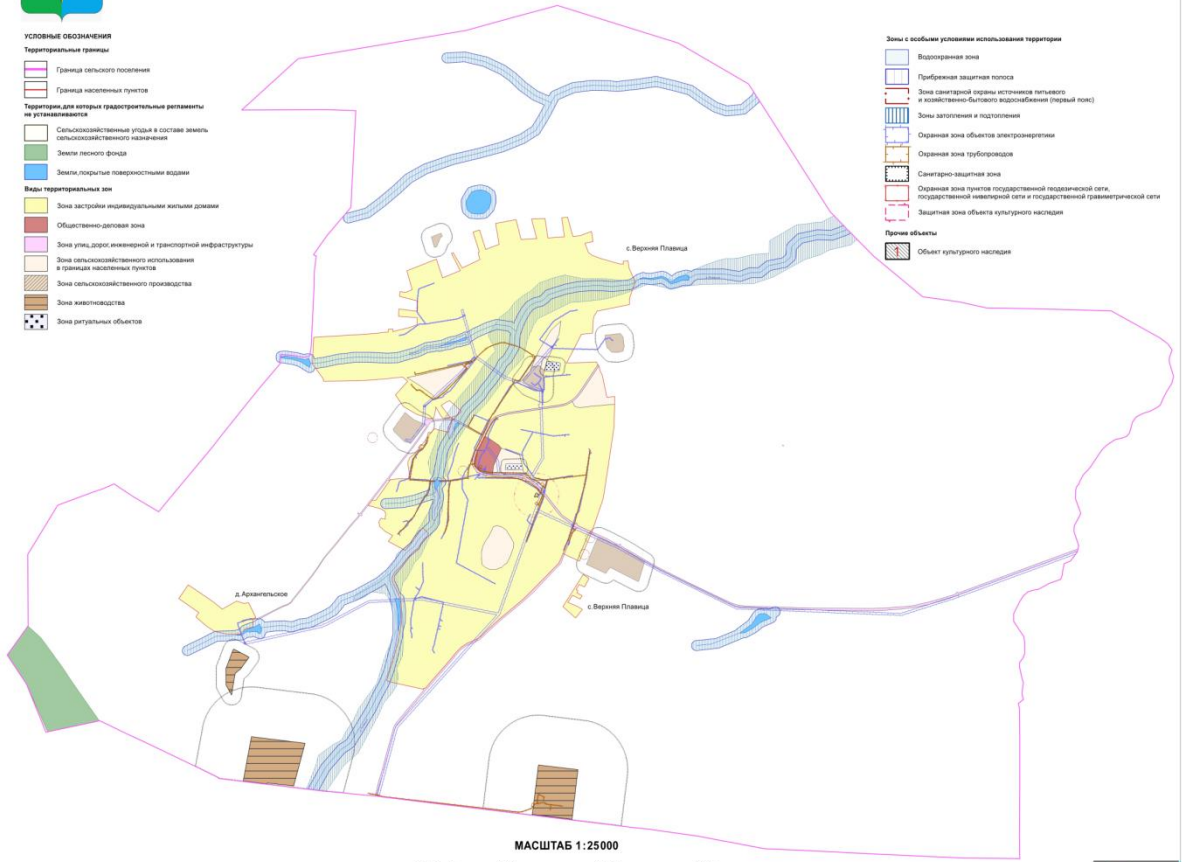 УСЛОВНЫЕ ОБОЗНАЧЕНИЯ
Территориальные границы
Граница сельского поселения
Граница населенных пунктов
Территории,для которых градостроительные регламенты
не устанавливаются
Сельскохозяйственные угодья в составе земель
сельскохозяйственного назначения
Земли лесного фонда
Земли,покрытые поверхностными водами
Виды территориальных зон
Зона застройки индивидуальными жилыми домами
Общественно-деловая зона
Зона улиц,дорог,инженерной и транспортной инфраструктуры
Зона сельскохозяйственного использования
в границах населенных пунктов
Зона сельскохозяйственного производства
Зона животноводства
Зона ритуальных объектов
Зоны с особыми условиями использования территории
Водоохранная зона
Прибрежная защитная полоса
Зона санитарной охраны источников питьевого
и хозяйственно-бытового водоснабжения (первый пояс)
Зоны затопления и подтопления
Охранная зона объектов электроэнергетики
Охранная зона трубопроводов
Санитарно-защитная зона
Охранная зона пунктов государственной геодезической сети,
государственной нивелирной сети и государственной гравиметрической сети
Защитная зона объекта культурного наследия
Прочие объекты
1
Объект культурного наследия
с.Верхняя Плавица
д.Архангельское
с.Верхняя Плавица
МАСШТАБ 1:25000